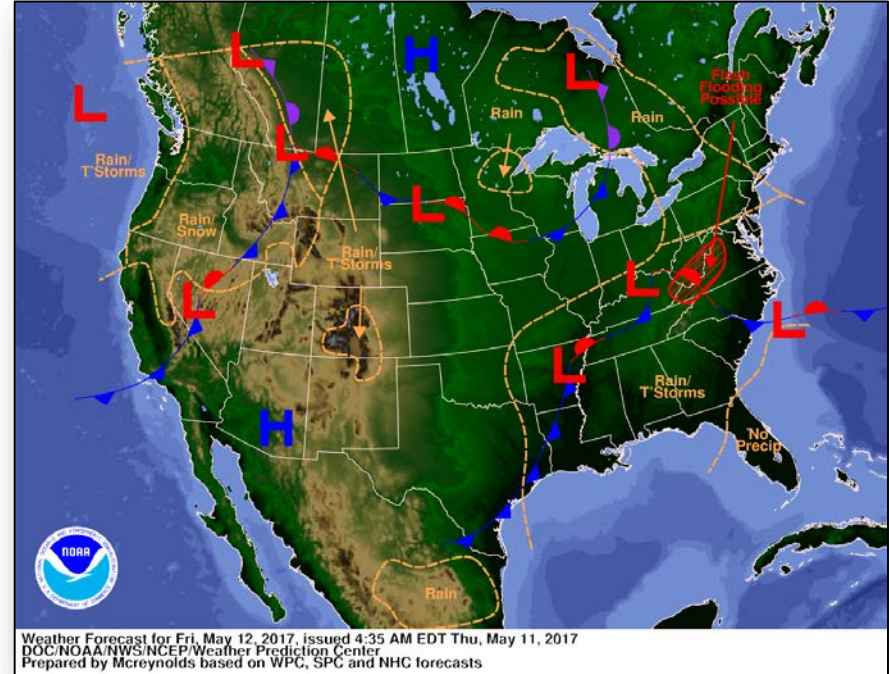 L
H
L
Flash
Flooding
Possible
L
Rain
Rain
L
Rain/
T'Storms
L
Rain/
Snow
Rain/
T'Storms
L
L
L
L
Rain/
T'Storms
H
No
Precip
NOAA
Rain
Weather Forecast for Fri, May 12, 2017, issued 4:35 AM EDT Thu, May 11, 2017
DOC/NOAA/NWS/NCEP/Weather Prediction Center
Prepared by Mcreynolds based on WPC, SPC and NHC forecasts